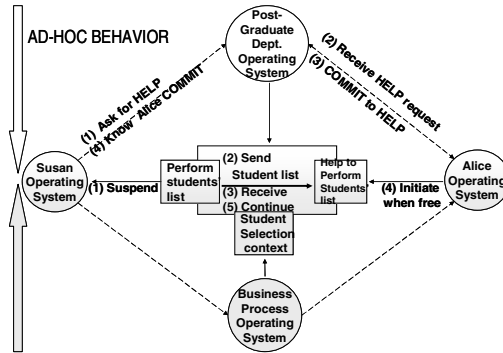 AD-HOC BEHAVIOR
Post-
Graduate
Dept.
Operating
System
(1) Ask for HELP
(4) Know Alice COMMIT
(2) Receive HELP request
(3) COMMIT to HELP
Susan
Operating
System
(1) Suspend
Perform
students
list
(2) Send
Student list
(3) Receive
(5) Continue
Help to
Perform
Students
list
(4) Initiate
when free
Alice
Operating
System
Student
Selection
context
Business
Process
Operating
System